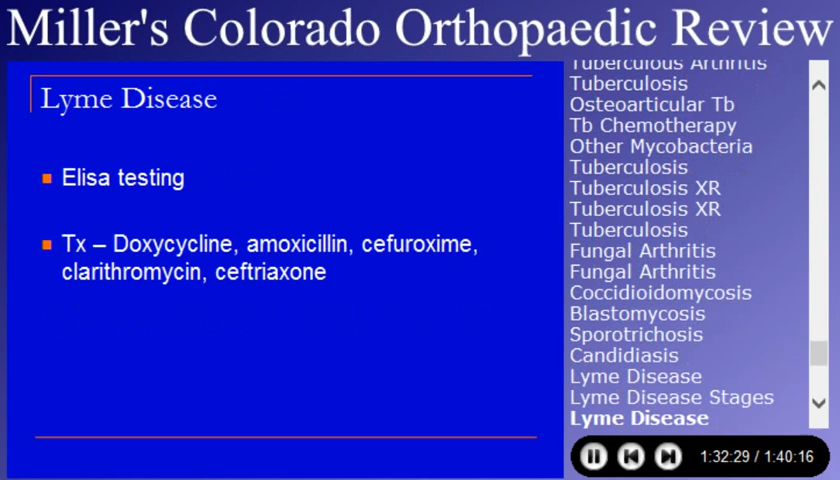 Miller's Colorado Orthopaedic Review
Lyme Disease
Elisa testing
Tx – Doxycycline, amoxicillin, cefuroxime,
clarithromycin, ceftriaxone
Tuberculous Arthritis
Tuberculosis
Osteoarticular Tb
Tb Chemotherapy
Other Mycobacteria
Tuberculosis
Tuberculosis XR
Tuberculosis XR
Tuberculosis
Fungal Arthritis
Fungal Arthritis
Coccidioidomycosis
Blastomycosis
Sporotrichosis
Candidiasis
Lyme Disease
Lyme Disease Stages
Lyme Disease
1:32:29 / 1:40:16